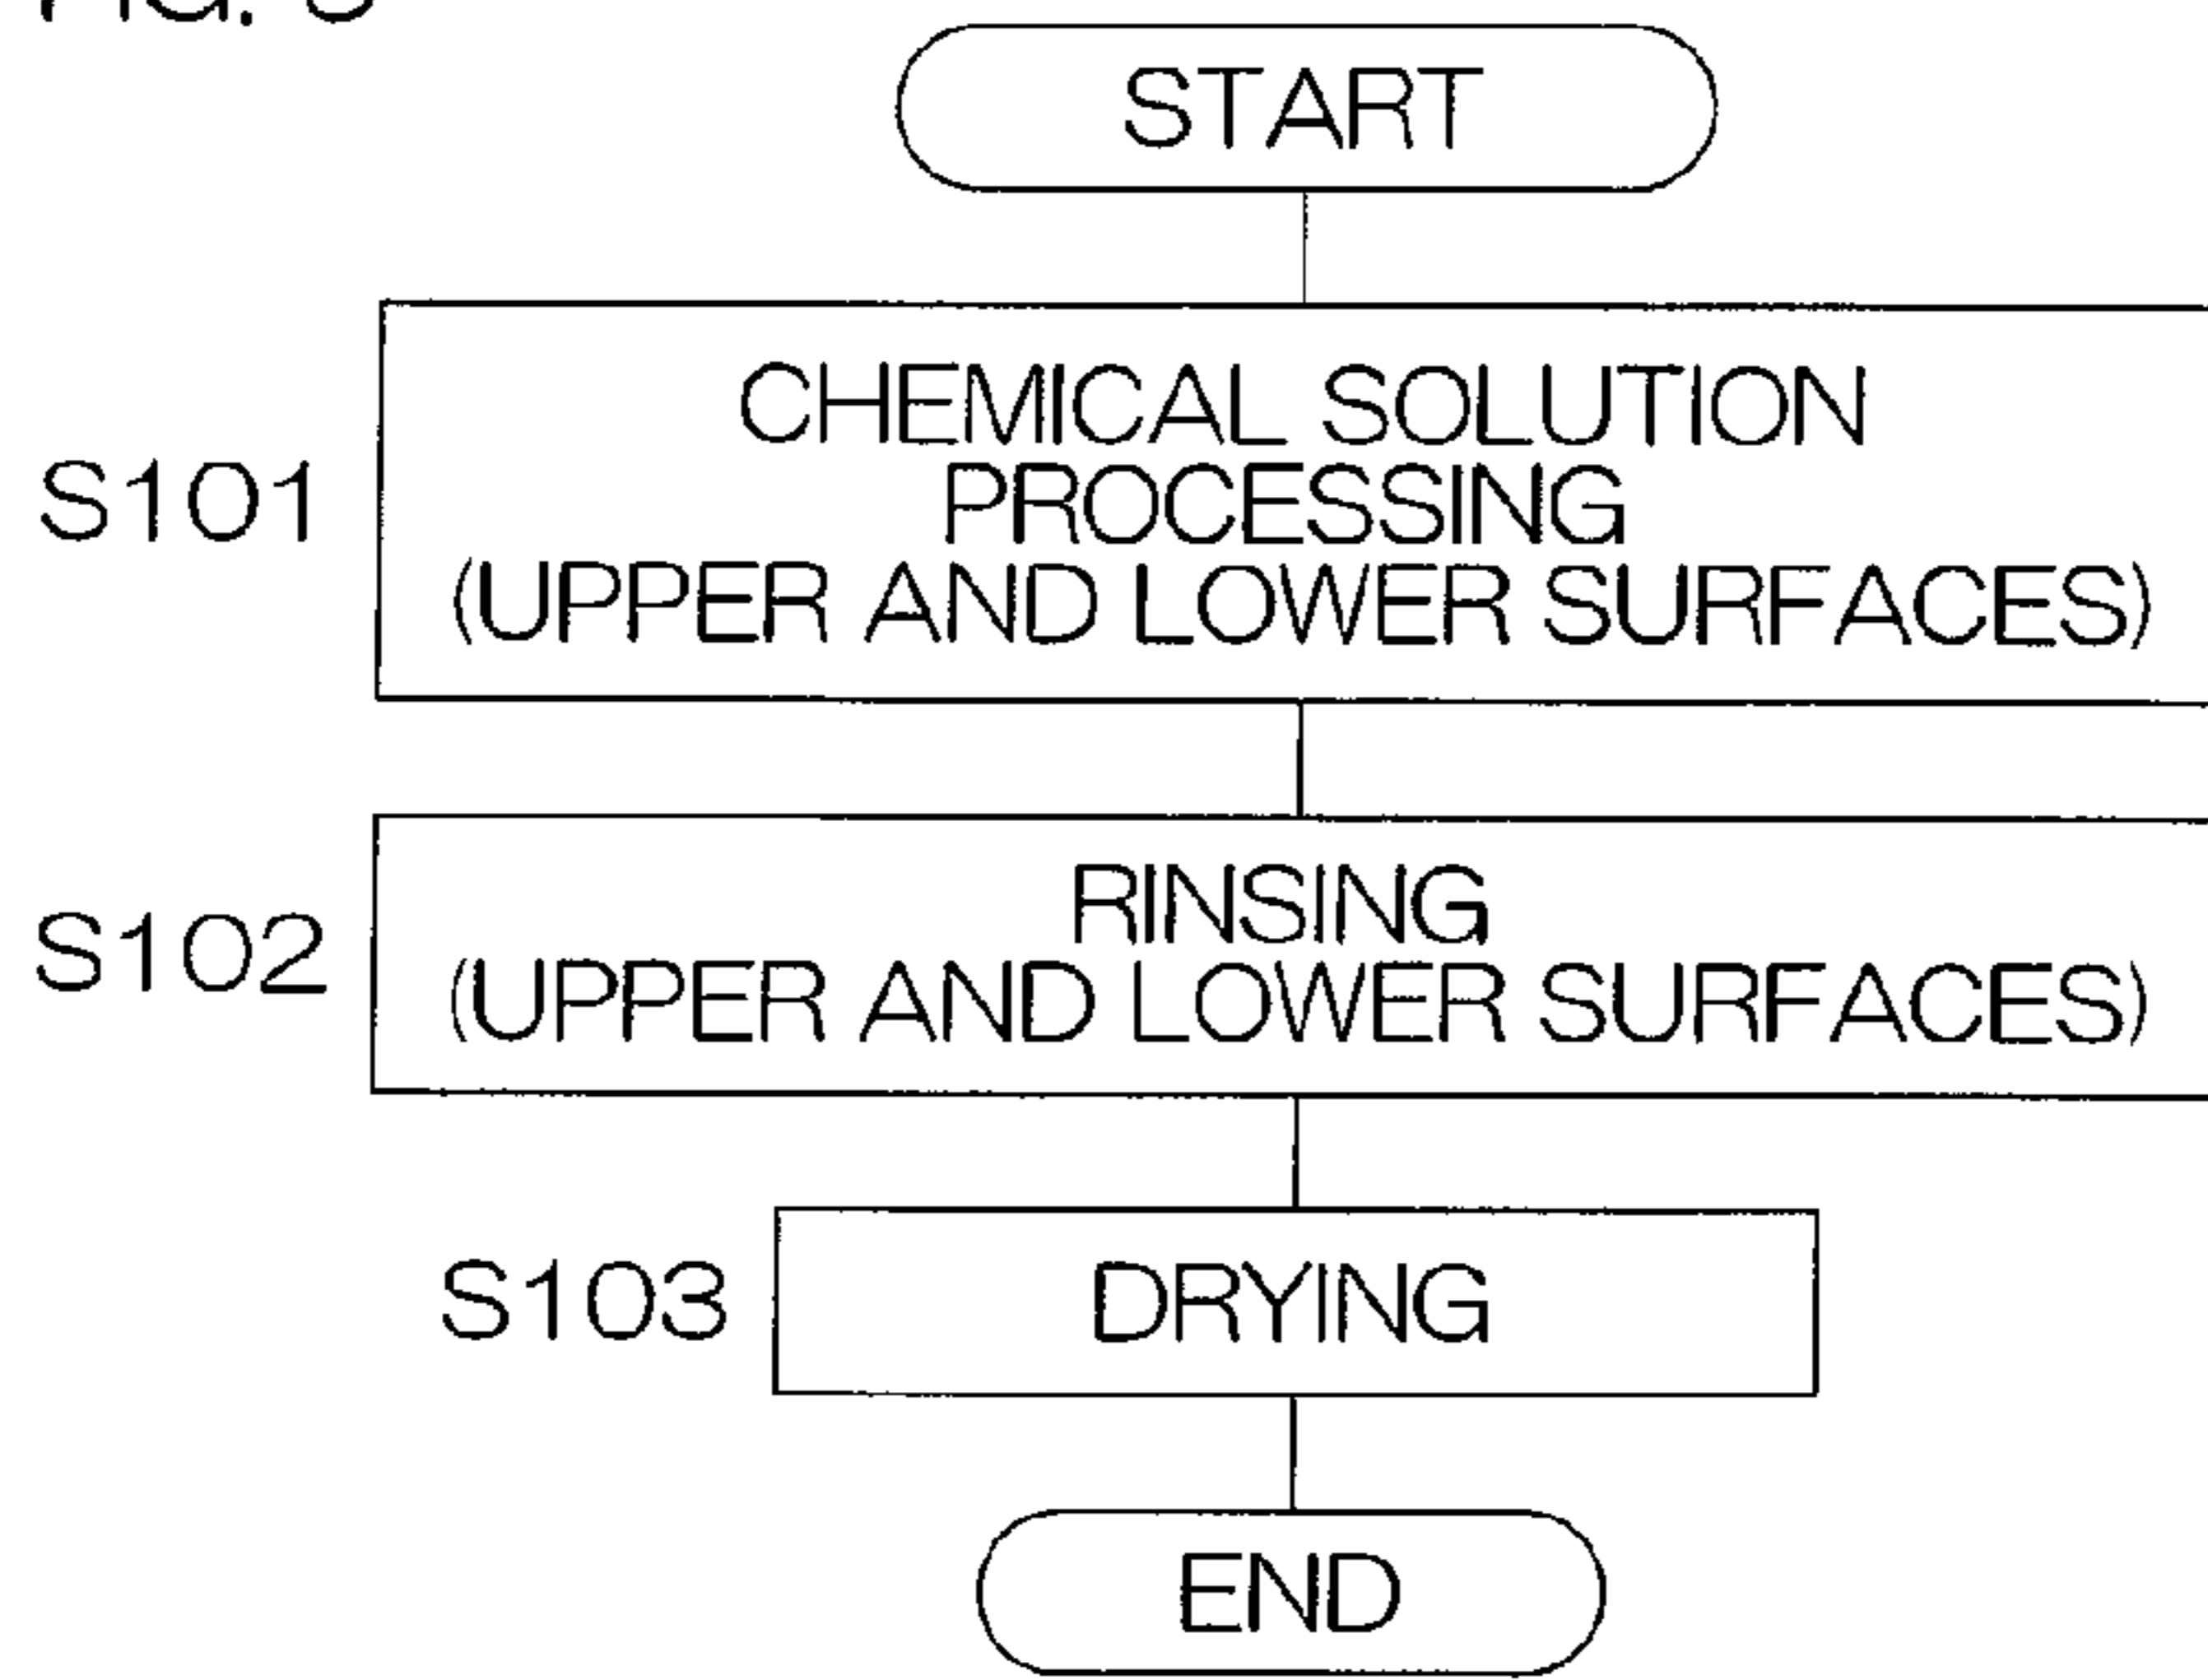 START
CHEMICAL SOLUTION
PROCESSING
(UPPER AND LOWER SURFACES)
S101
RINSING
(UPPER AND LOWER SURFACES)
S102
S103 DRYING
END